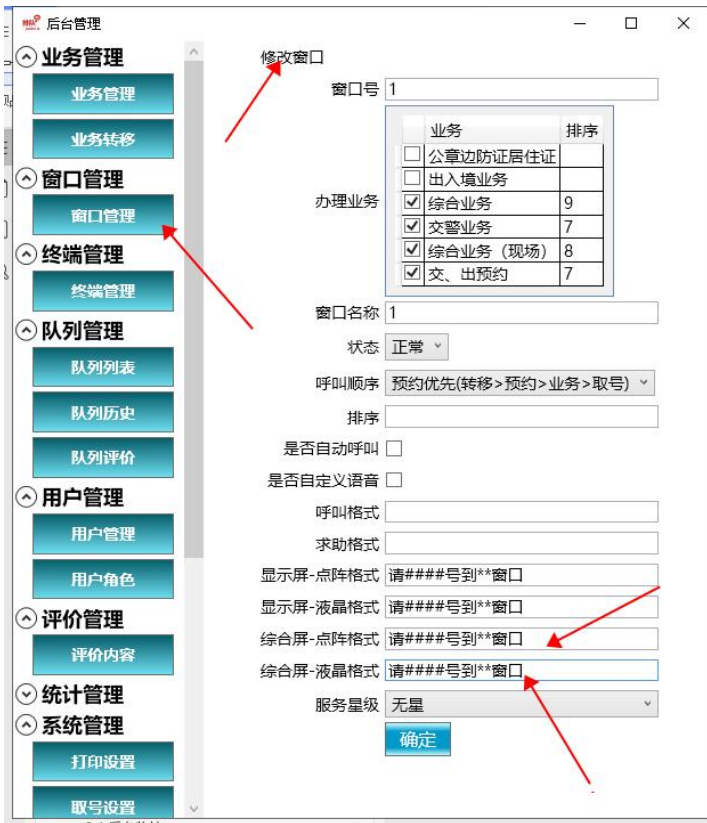 后台管理
业务管理
业务管理
业务转移
窗口管理
窗口管理
终端管理
终端管理
队列管理
队列列表
队列历史
队列评价
用户管理
用户管理
用户角色
评价管理
评价内容
统计管理
系统管理
打印设置
取号设置
修改窗口
窗口号 1
办理业务
业务 排序
公章边防证居住证
出入境业务
综合业务 9
交警业务 7
综合业务（现场） 8
交、出预约 7
窗口名称 1
状态 正常
呼叫顺序 预约优先(转移>预约>业务>取号)
排序
是否自动呼叫
是否自定义语音
呼叫格式
求助格式
显示屏-点阵格式 请####号到**窗口
显示屏-液晶格式 请####号到**窗口
综合屏-点阵格式 请####号到**窗口
综合屏-液晶格式 请####号到**窗口
服务星级 无星
确定